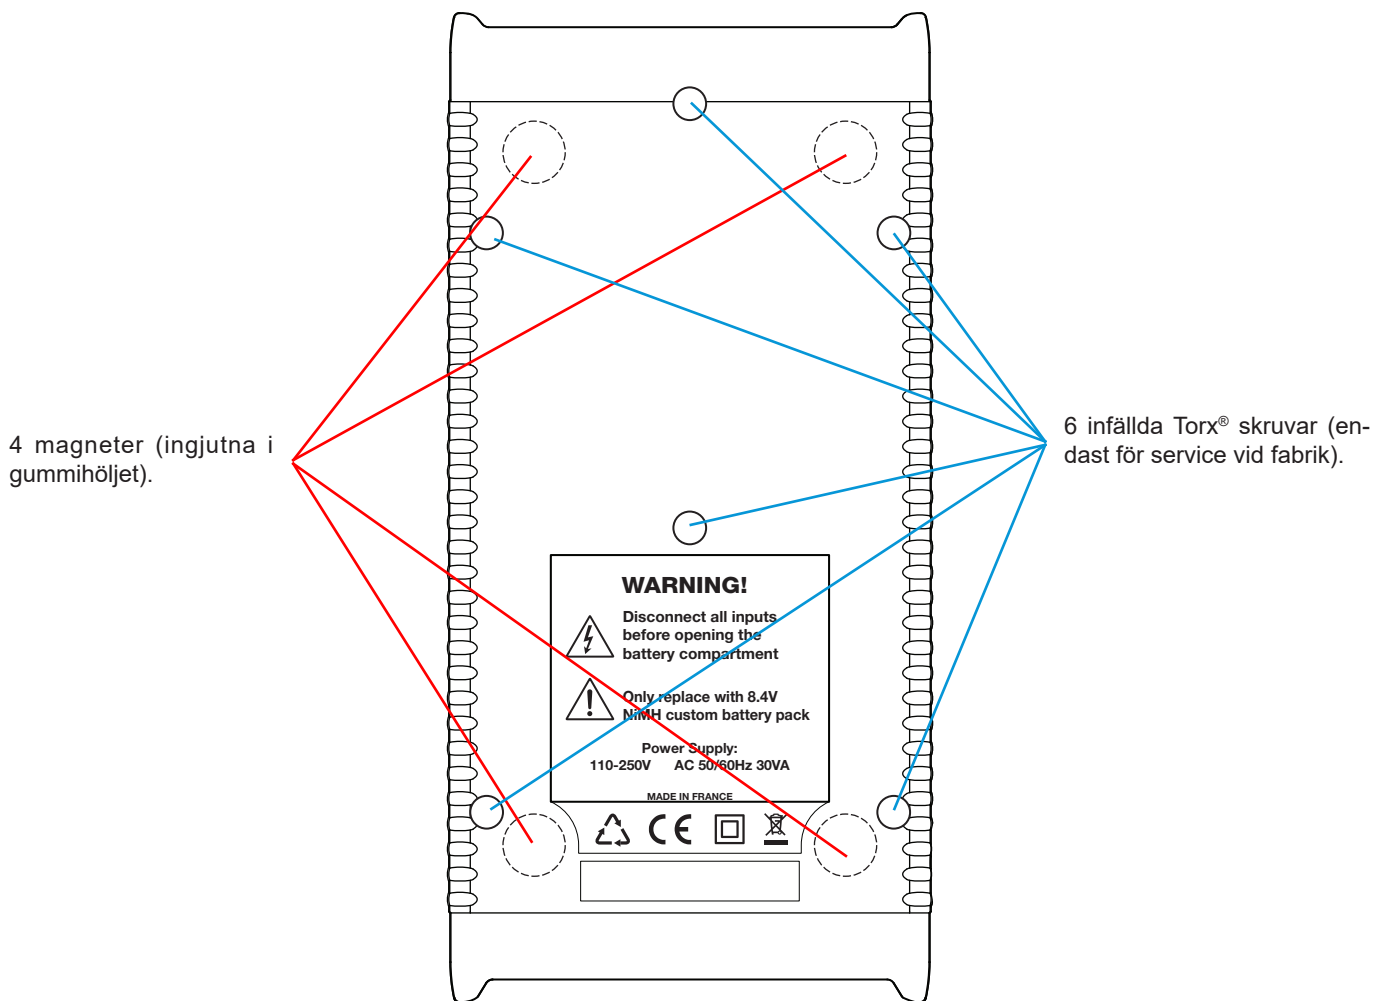 4 magneter (ingjutna i
gummihöljet).
6 infällda Torx® skruvar (en-
dast för service vid fabrik).
WARNING!
Disconnect all inputs
before opening the
battery compartment
Only replace with 8.4V
NiMH custom battery pack
Power Supply:
110-250V AC 50/60Hz 30VA
MADE IN FRANCE
CE